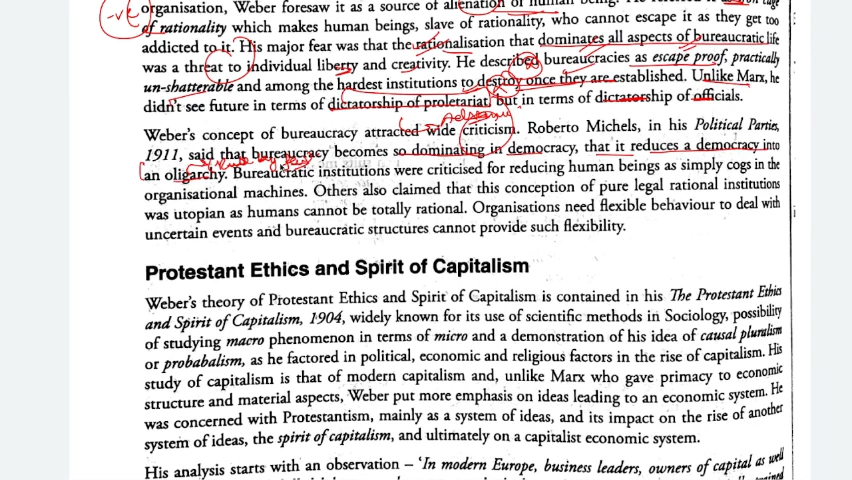 -ve organisation, Weber foresaw it as a source of alienation of human
of rationality which makes human beings, slave of rationality, who cannot escape it as they get too
addicted to it. His major fear was that the rationalisation that dominates all aspects of bureaucratic life
was a threat to individual liberty and creativity. He described bureaucracies as escape proof, practically
un-shatterable and among the hardest institutions to destroy once they are established. Unlike Marx, he
didn't see future in terms of dictatorship of proletariat, but in terms of dictatorship of officials.
Weber's concept of bureaucracy attracted wide criticism. Roberto Michels, in his Political Parties,
1911, said that bureaucracy becomes so dominating in democracy, that it reduces a democracy into
an oligarchy. Bureaucratic institutions were criticised for reducing human beings as simply cogs in the
organisational machines. Others also claimed that this conception of pure legal rational institutions
was utopian as humans cannot be totally rational. Organisations need flexible behaviour to deal with
uncertain events and bureaucratic structures cannot provide such flexibility.
Protestant Ethics and Spirit of Capitalism
Weber's theory of Protestant Ethics and Spirit of Capitalism is contained in his The Protestant Ethics
and Spirit of Capitalism, 1904, widely known for its use of scientific methods in Sociology, possibility
of studying macro phenomenon in terms of micro and a demonstration of his idea of causal pluralism
or probabalism, as he factored in political, economic and religious factors in the rise of capitalism. His
study of capitalism is that of modern capitalism and, unlike Marx who gave primacy to economic
structure and material aspects, Weber put more emphasis on ideas leading to an economic system. He
was concerned with Protestantism, mainly as a system of ideas, and its impact on the rise of another
system of ideas, the spirit of capitalism, and ultimately on a capitalist economic system.
His analysis starts with an observation – 'In modern Europe, business leaders, owners of capital as well